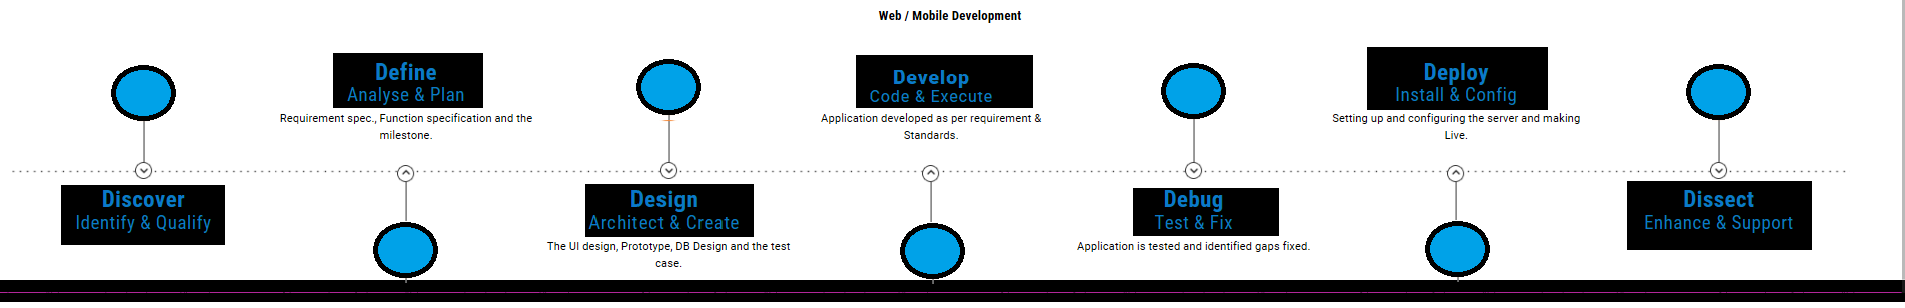 Web / Mobile Development
Discover
Identify & Qualify
Define
Analyse & Plan
Requirement spec., Function specification and the
milestone.
Design
Architect & Create
The UI design, Prototype, DB Design and the test
case.
Develop
Code & Execute
Application developed as per requirement &
Standards.
Debug
Test & Fix
Application is tested and identified gaps fixed.
Deploy
Install & Config
Setting up and configuring the server and making
Live.
Dissect
Enhance & Support